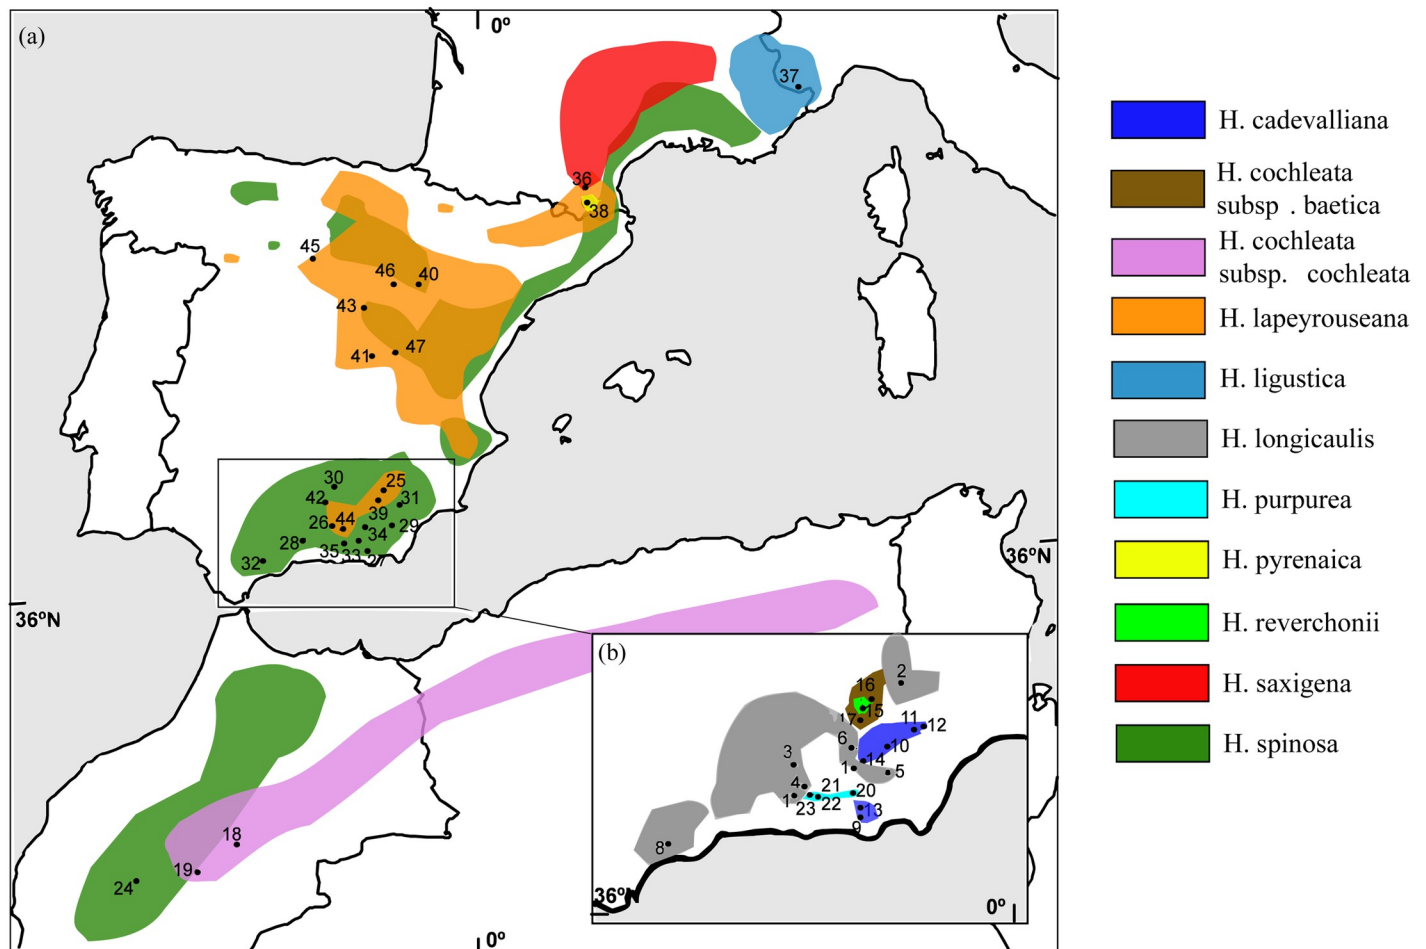 (a)
0º
37
36
38
45
46
40
43
47
41
30
25
42
31
39
26
44
34
29
28
35
33
27
32
36ºN
36ºN
18
19
24
0º
(b)
2
16
15
17
11
12
6
10
3
14
1
5
4
21
20
1
23
22
13
9
8
36ºN
0º
H. cadevalliana
H. cochleata
subsp . baetica
H. cochleata
subsp. cochleata
H. lapeyrouseana
H. ligustica
H. longicaulis
H. purpurea
H. pyrenaica
H. reverchonii
H. saxigena
H. spinosa